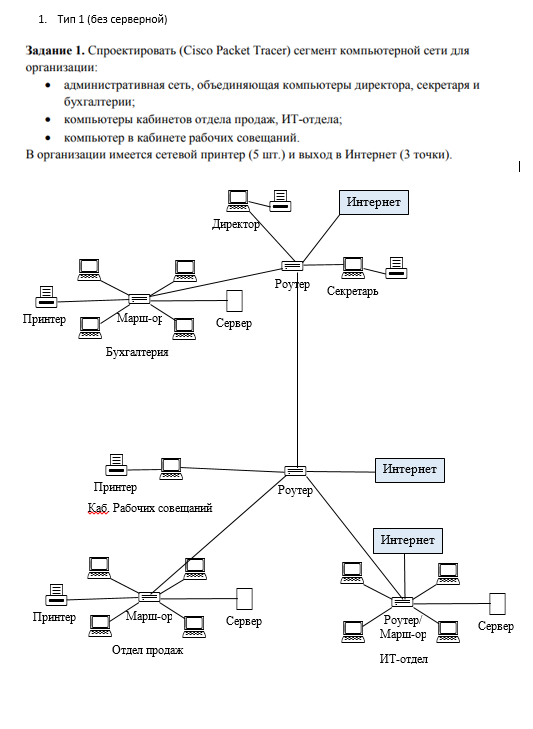 1. Тип 1 (без серверной)
Задание 1. Спроектировать (Cisco Packet Tracer) сегмент компьютерной сети для
организации:
• административная сеть, объединяющая компьютеры директора, секретаря и
бухгалтерии;
• компьютеры кабинетов отдела продаж, ИТ-отдела;
• компьютер в кабинете рабочих совещаний.
В организации имеется сетевой принтер (5 шт.) и выход в Интернет (3 точки).
Интернет
Директор
Роутер
Секретарь
Принтер
Марш-ор
Сервер
Бухгалтерия
Принтер
Каб. Рабочих совещаний
Роутер
Интернет
Интернет
Принтер
Марш-ор
Сервер
Отдел продаж
Роутер/
Марш-ор
Сервер
ИТ-отдел